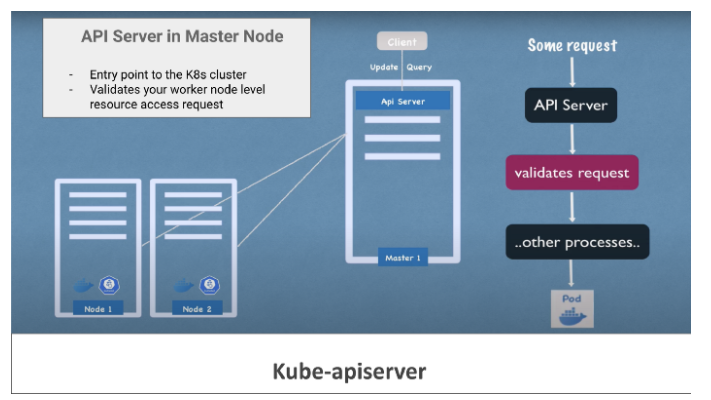 API Server in Master Node
- Entry point to the K8s cluster
- Validates your worker node level
resource access request
Client
Update Query
Api Server
Master 1
Node 1
Node 2
Some request
API Server
validates request
..other processes..
Pod
Kube-apiserver